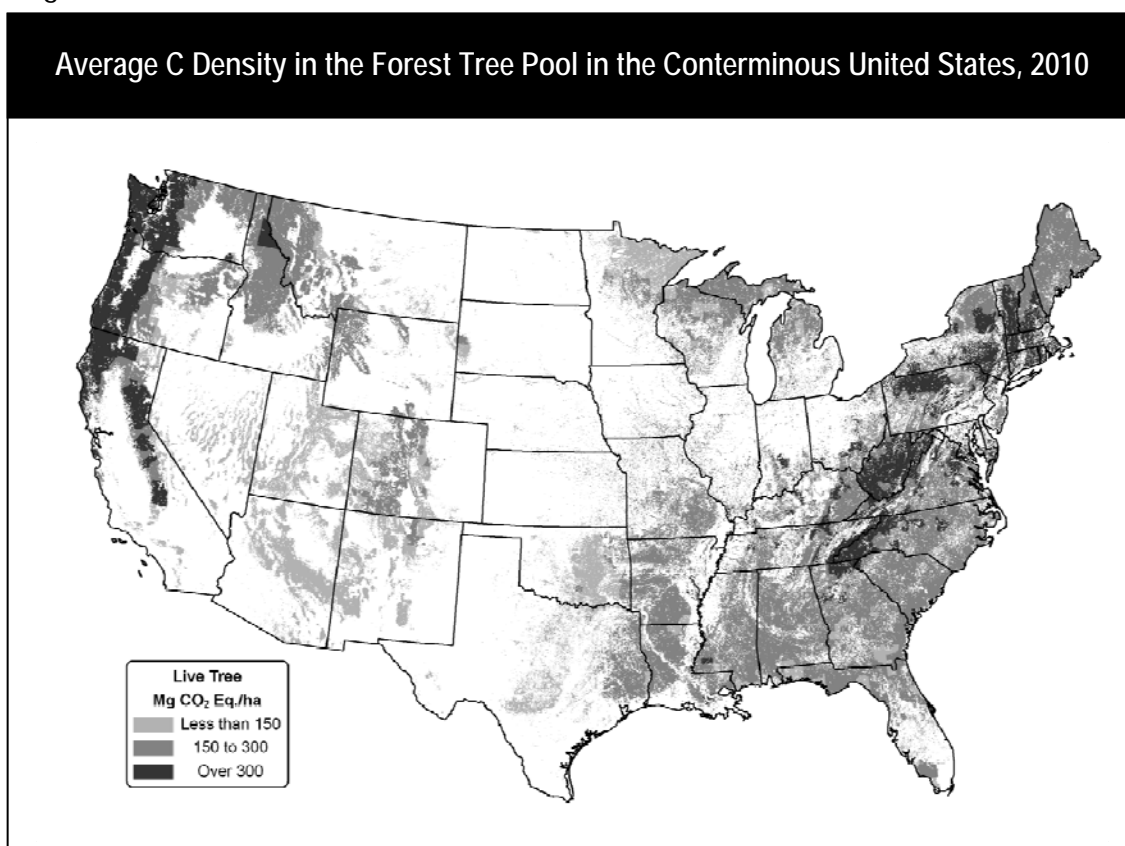 Average C Density in the Forest Tree Pool in the Conterminous United States, 2010
Live Tree
Mg CO₂ Eq./ha
Less than 150
150 to 300
Over 300